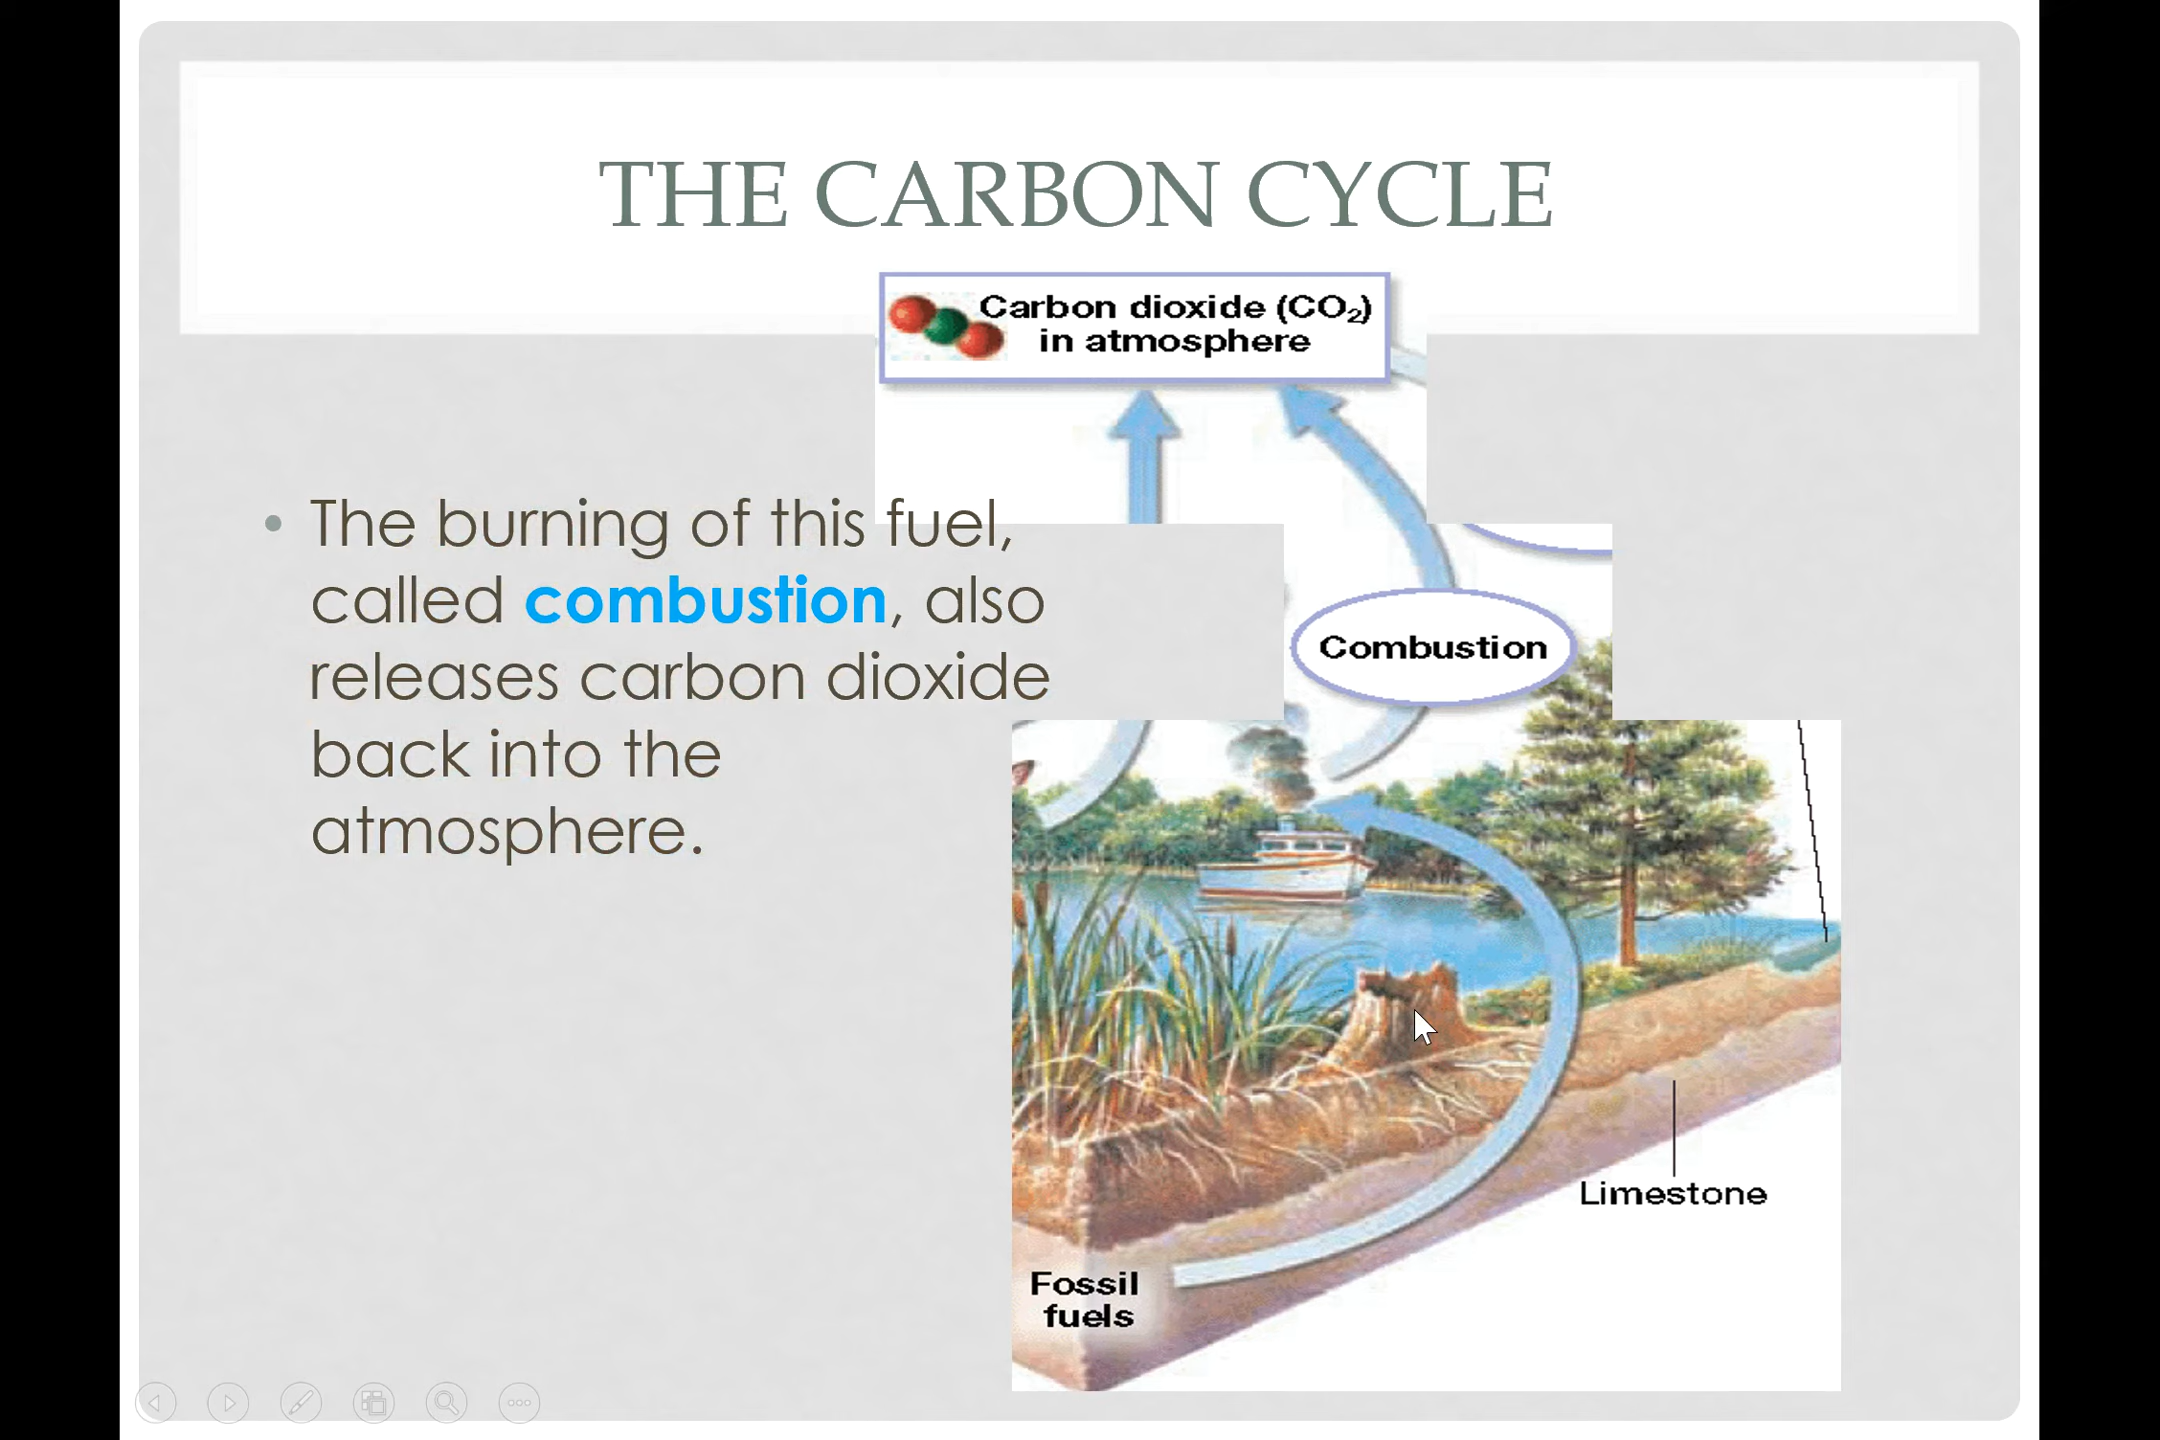 THE CARBON CYCLE
Carbon dioxide (CO₂)
in atmosphere
• The burning of this fuel,
called combustion, also
releases carbon dioxide
back into the
atmosphere.
Combustion
Limestone
Fossil
fuels